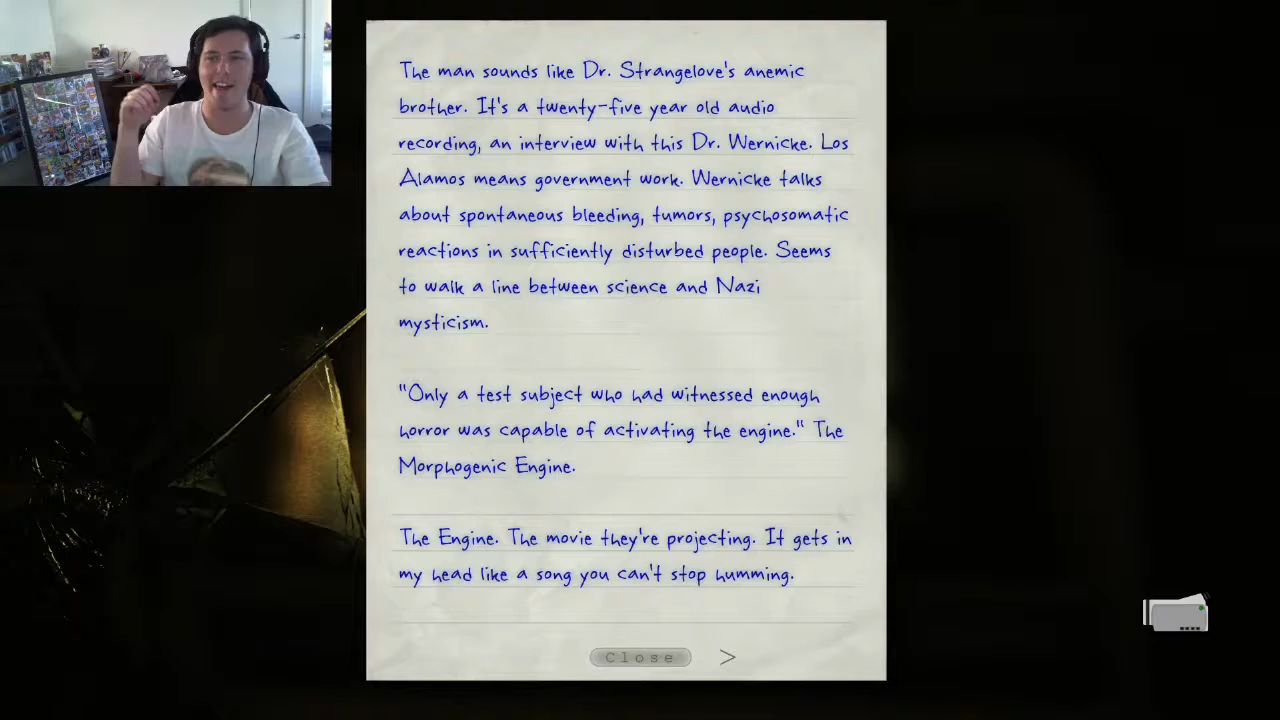 The man sounds like Dr. Strangelove's anemic
brother. It's a twenty-five year old audio
recording, an interview with this Dr. Wernicke. Los
Alamos means government work. Wernicke talks
about spontaneous bleeding, tumors, psychosomatic
reactions in sufficiently disturbed people. Seems
to walk a line between science and Nazi
mysticism.
"Only a test subject who had witnessed enough
horror was capable of activating the engine." The
Morphogenic Engine.
The Engine. The movie they're projecting. It gets in
my head like a song you can't stop humming.
Close >